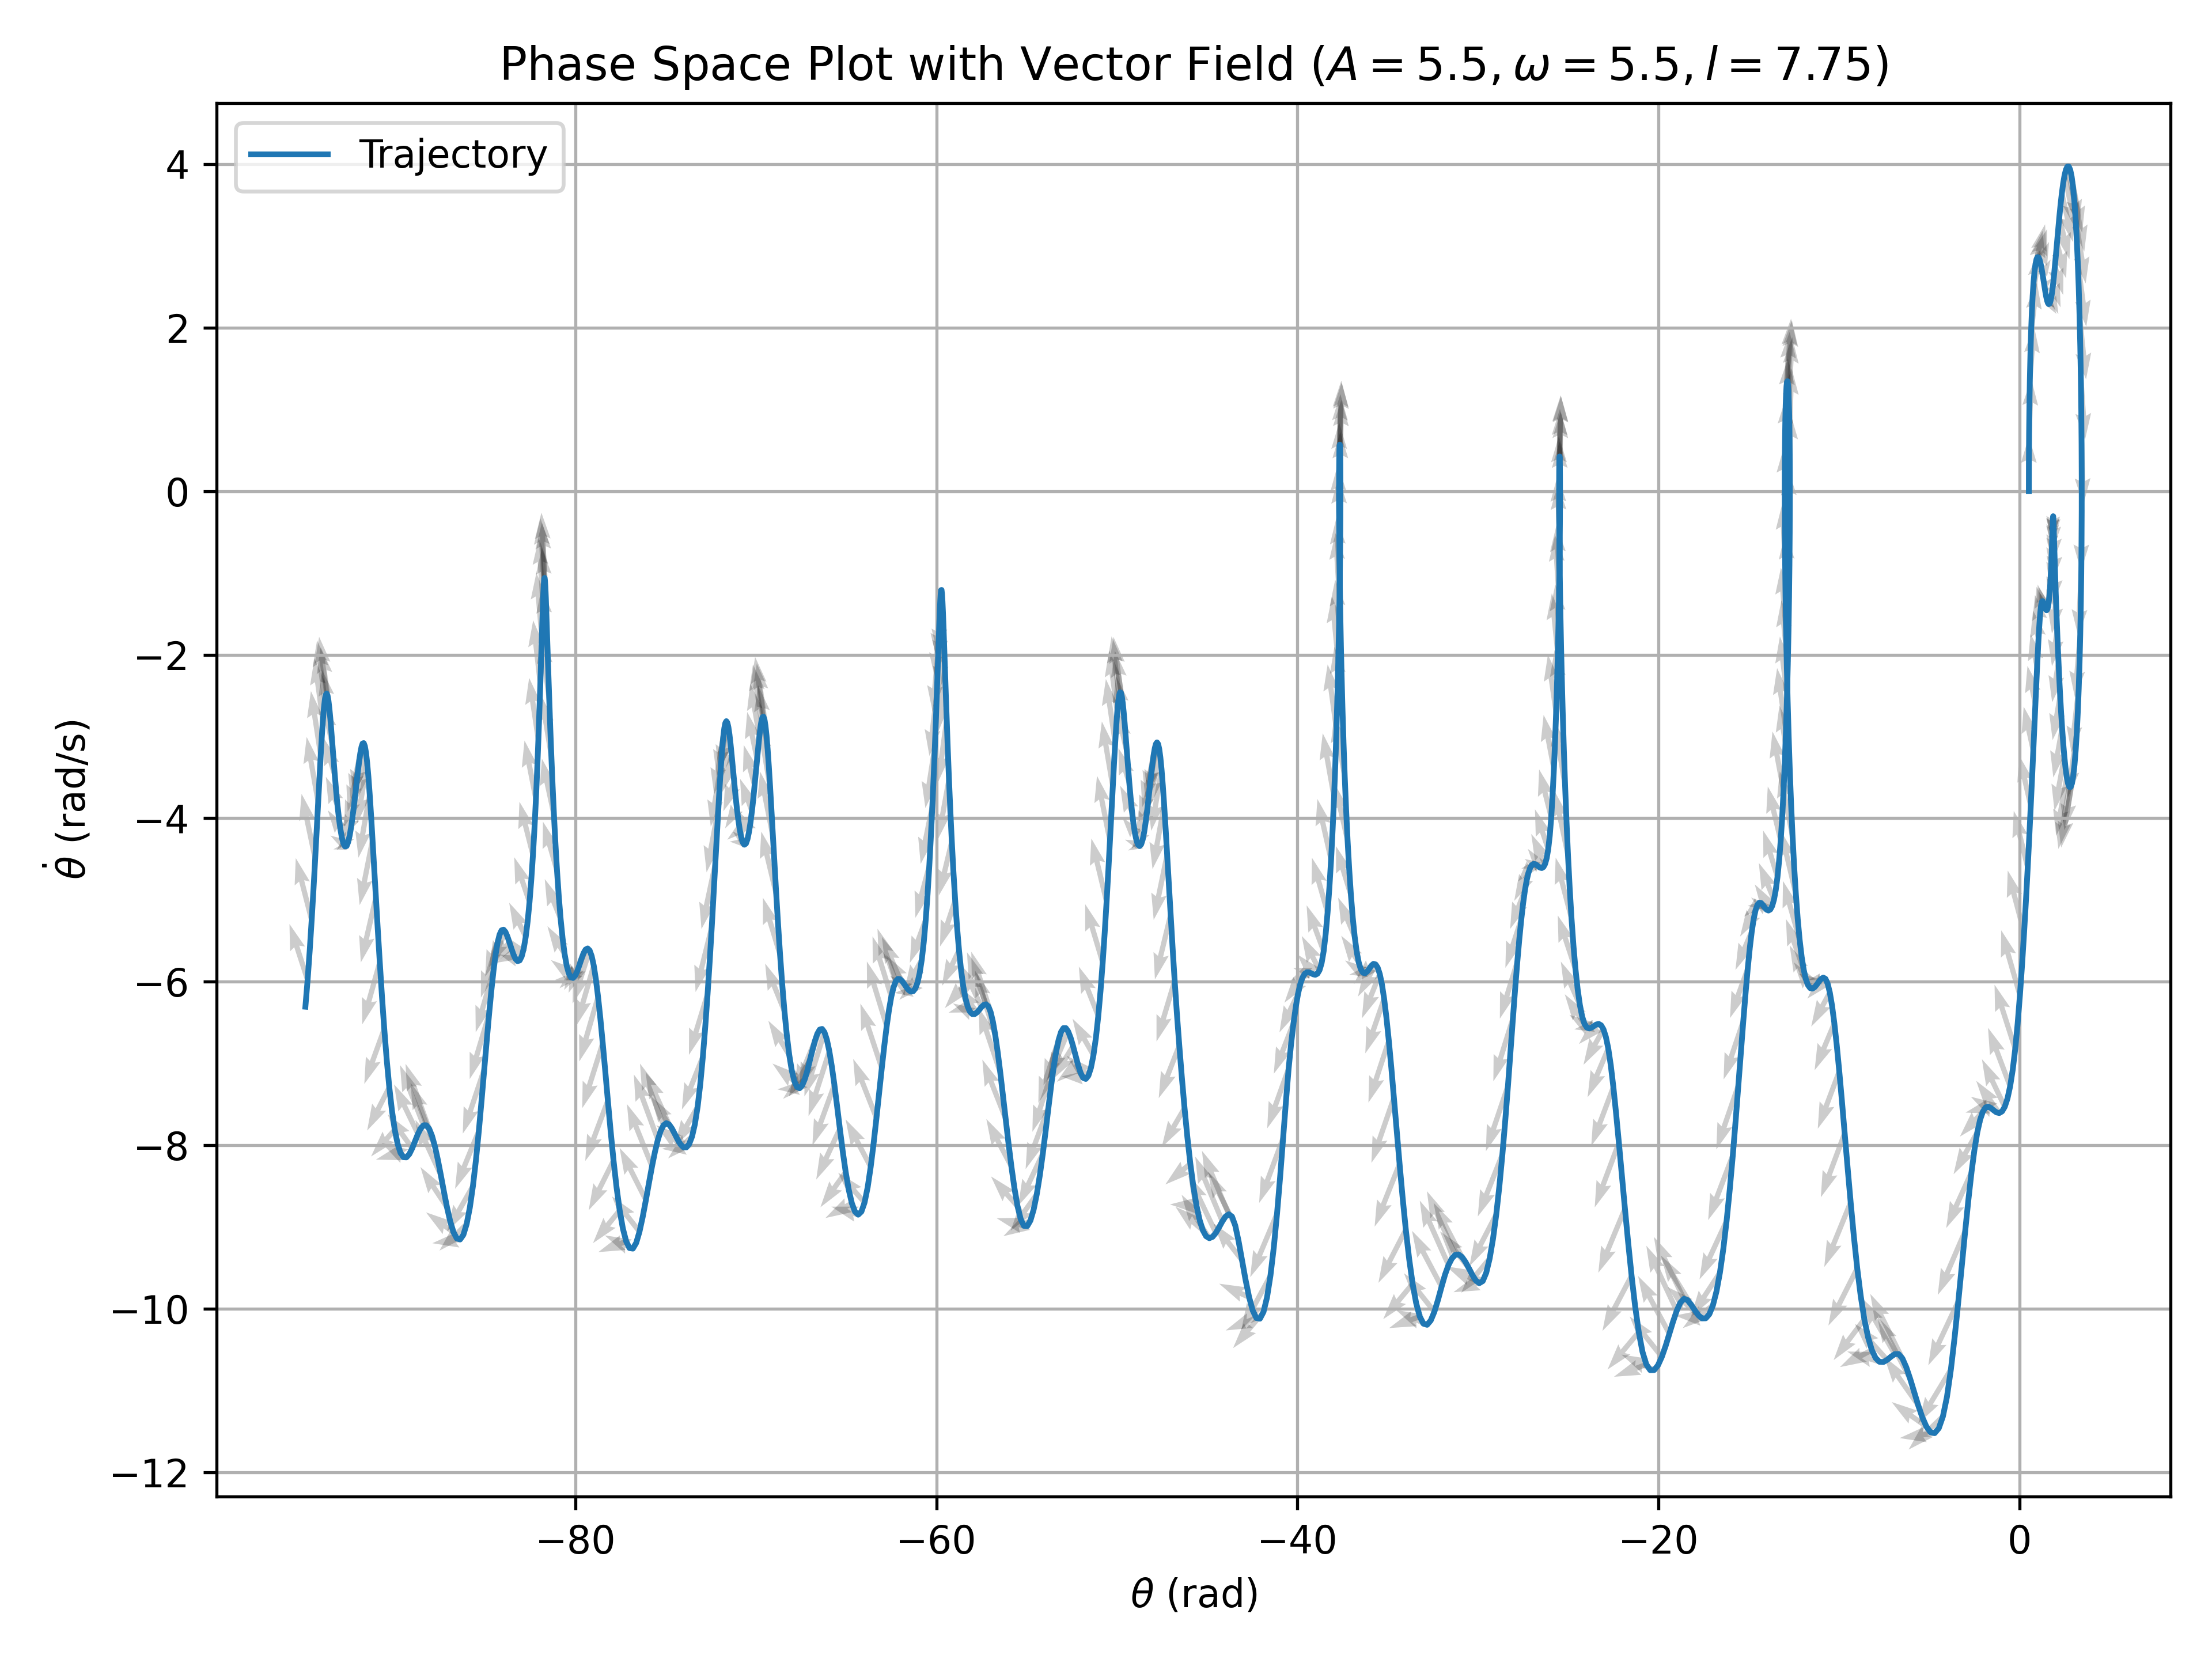 Phase Space Plot with Vector Field (A = 5.5, ω = 5.5, l = 7.75)
Trajectory
4
2
0
−2
−4
−6
−8
−10
−12
θ̇ (rad/s)
−80 −60 −40 −20 0
θ (rad)